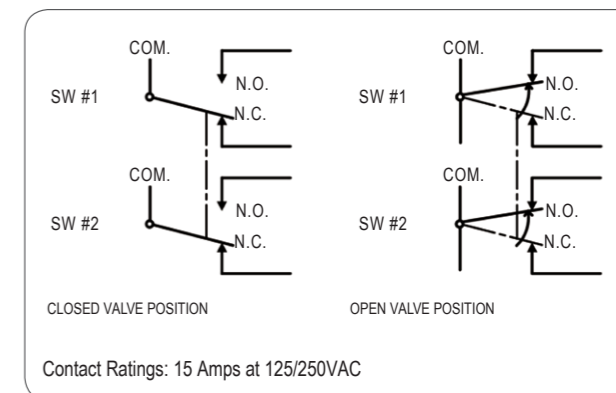 COM.
N.O.
SW #1
N.C.
COM.
N.O.
SW #2
N.C.
CLOSED VALVE POSITION
COM.
N.O.
SW #1
N.C.
COM.
N.O.
SW #2
N.C.
OPEN VALVE POSITION
Contact Ratings: 15 Amps at 125/250VAC